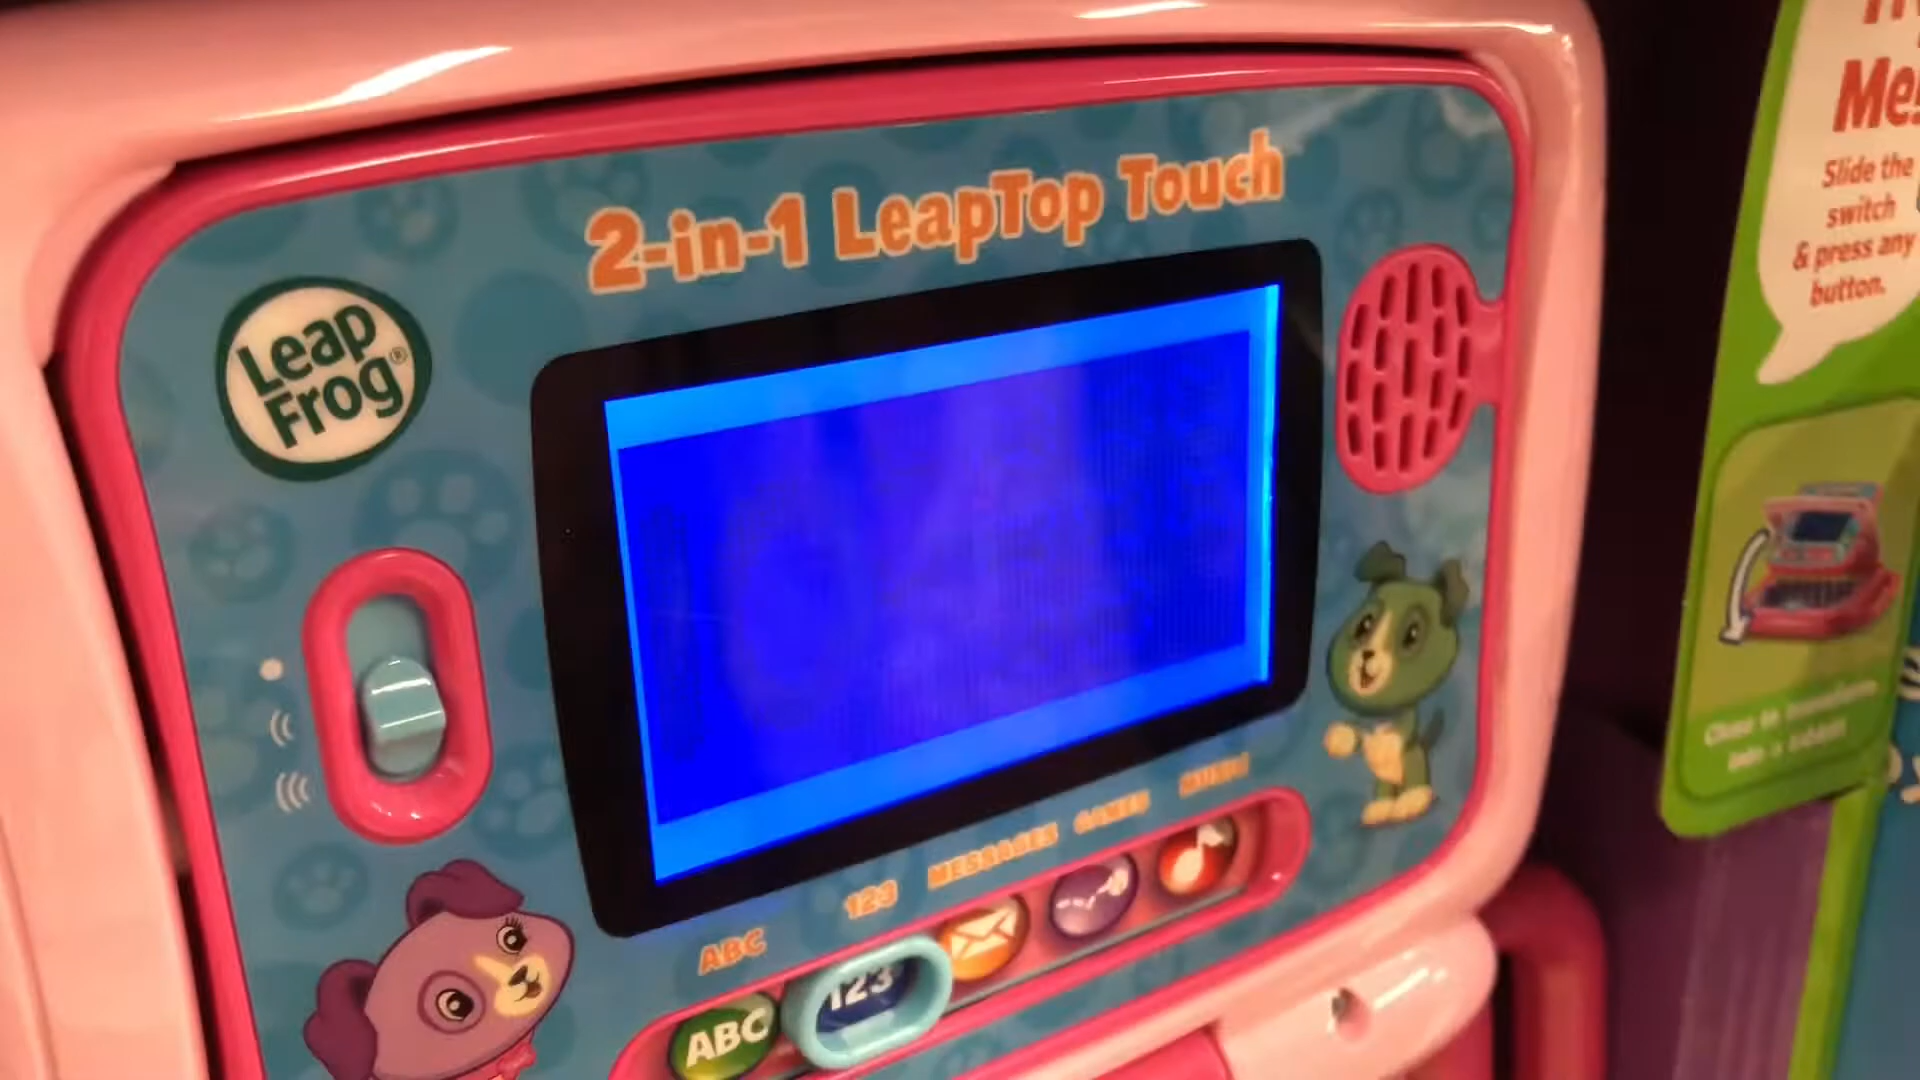 2-in-1 LeapTop Touch
Leap
Frog®
ABC
123
MESSAGES
GAMES
MUSIC
ABC
123
Slide the
switch
& press any
button.